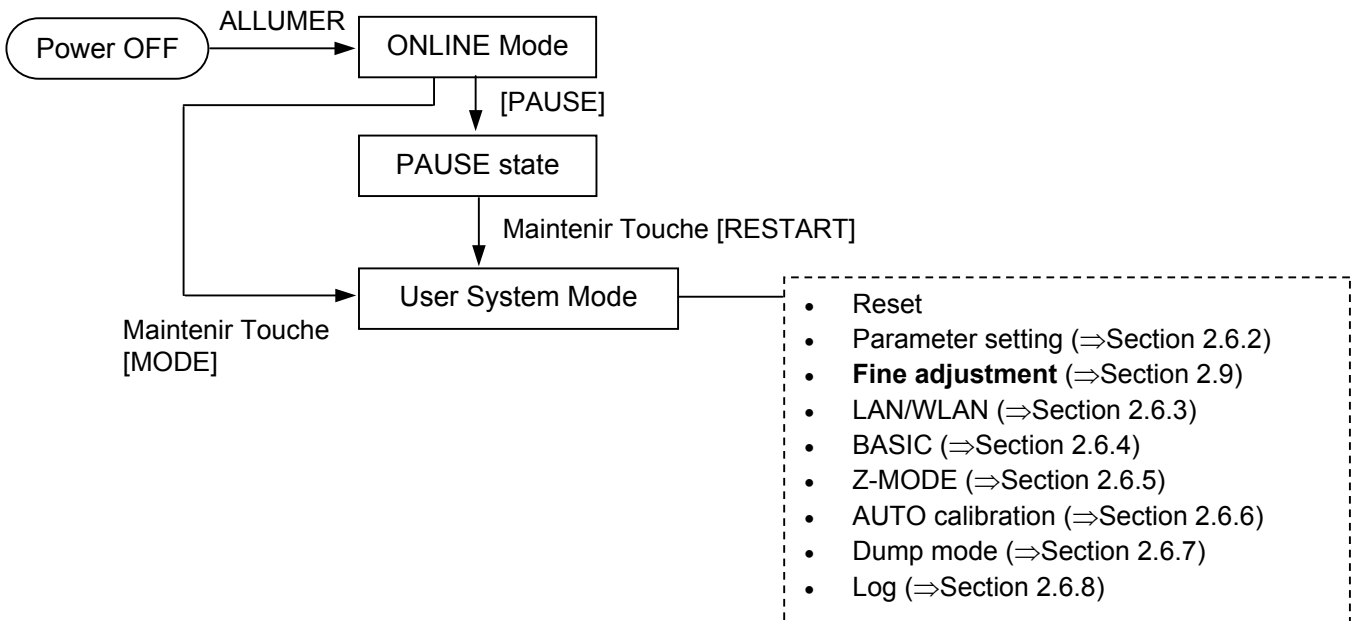 ALLUMER
Power OFF
ONLINE Mode
[PAUSE]
PAUSE state
Maintenir Touche [RESTART]
User System Mode
Maintenir Touche
[MODE]
• Reset
• Parameter setting (⇒Section 2.6.2)
• Fine adjustment (⇒Section 2.9)
• LAN/WLAN (⇒Section 2.6.3)
• BASIC (⇒Section 2.6.4)
• Z-MODE (⇒Section 2.6.5)
• AUTO calibration (⇒Section 2.6.6)
• Dump mode (⇒Section 2.6.7)
• Log (⇒Section 2.6.8)